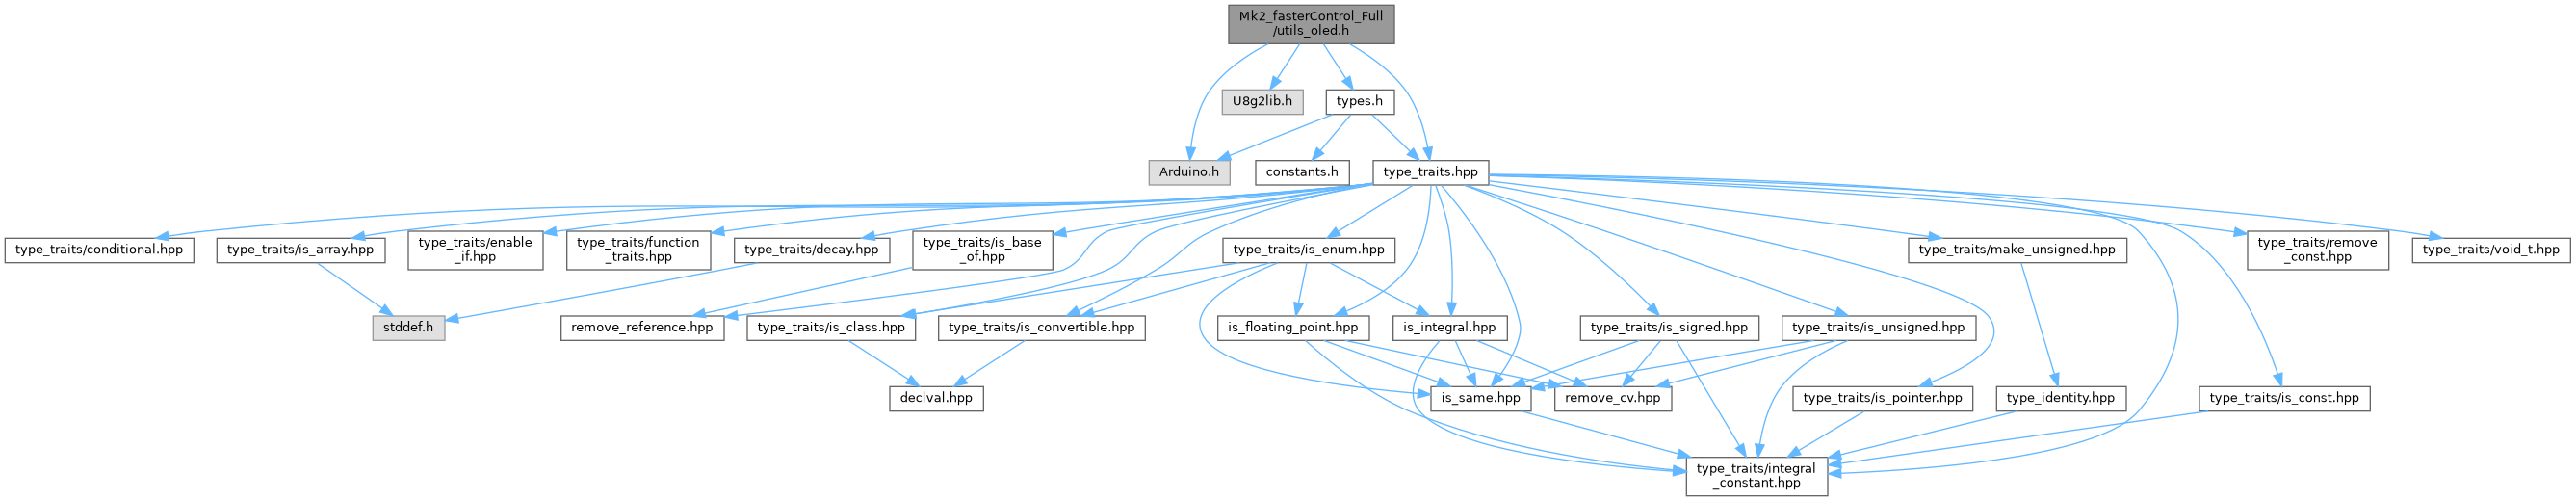 Mk2_fasterControl_Full
/utils_oled.h
U8g2lib.h
types.h
Arduino.h
constants.h
type_traits.hpp
type_traits/conditional.hpp
type_traits/is_array.hpp
type_traits/enable
_if.hpp
type_traits/function
_traits.hpp
type_traits/decay.hpp
type_traits/is_base
_of.hpp
type_traits/is_enum.hpp
type_traits/make_unsigned.hpp
type_traits/remove
_const.hpp
type_traits/void_t.hpp
stddef.h
remove_reference.hpp
type_traits/is_class.hpp
type_traits/is_convertible.hpp
is_floating_point.hpp
is_integral.hpp
type_traits/is_signed.hpp
type_traits/is_unsigned.hpp
declval.hpp
is_same.hpp
remove_cv.hpp
type_traits/is_pointer.hpp
type_identity.hpp
type_traits/is_const.hpp
type_traits/integral
_constant.hpp